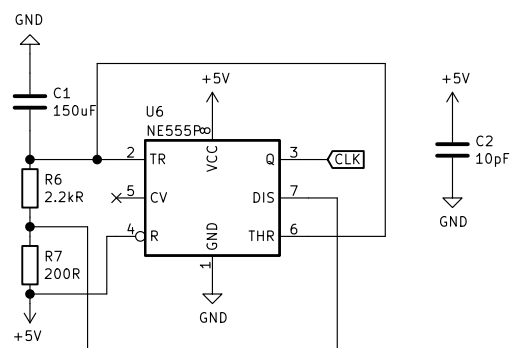 GND
C1
150uF
+5V
+5V
U6
NE555P
8
VCC
2
TR
Q
3
CLK
C2
10pF
R6
2.2kR
5
CV
DIS
7
GND
4
R
GND
THR
6
R7
200R
1
+5V
GND